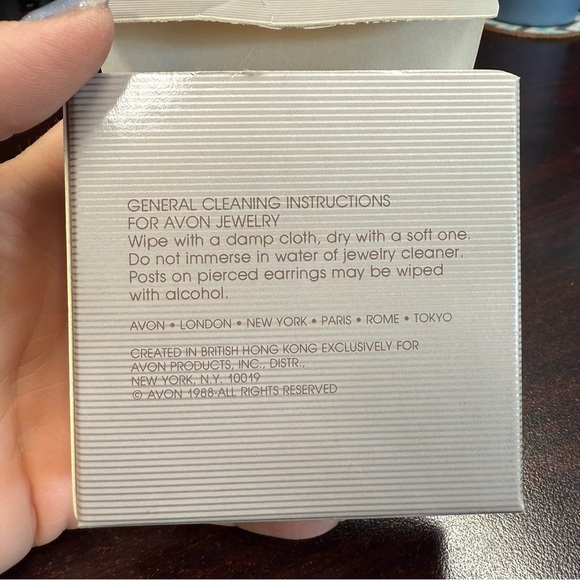 GENERAL CLEANING INSTRUCTIONS
FOR AVON JEWELRY
Wipe with a damp cloth, dry with a soft one.
Do not immerse in water of jewelry cleaner.
Posts on pierced earrings may be wiped
with alcohol.
AVON • LONDON • NEW YORK • PARIS • ROME • TOKYO
CREATED IN BRITISH HONG KONG EXCLUSIVELY FOR
AVON PRODUCTS, INC., DISTR.,
NEW YORK, N.Y. 10019
© AVON 1988-ALL RIGHTS RESERVED